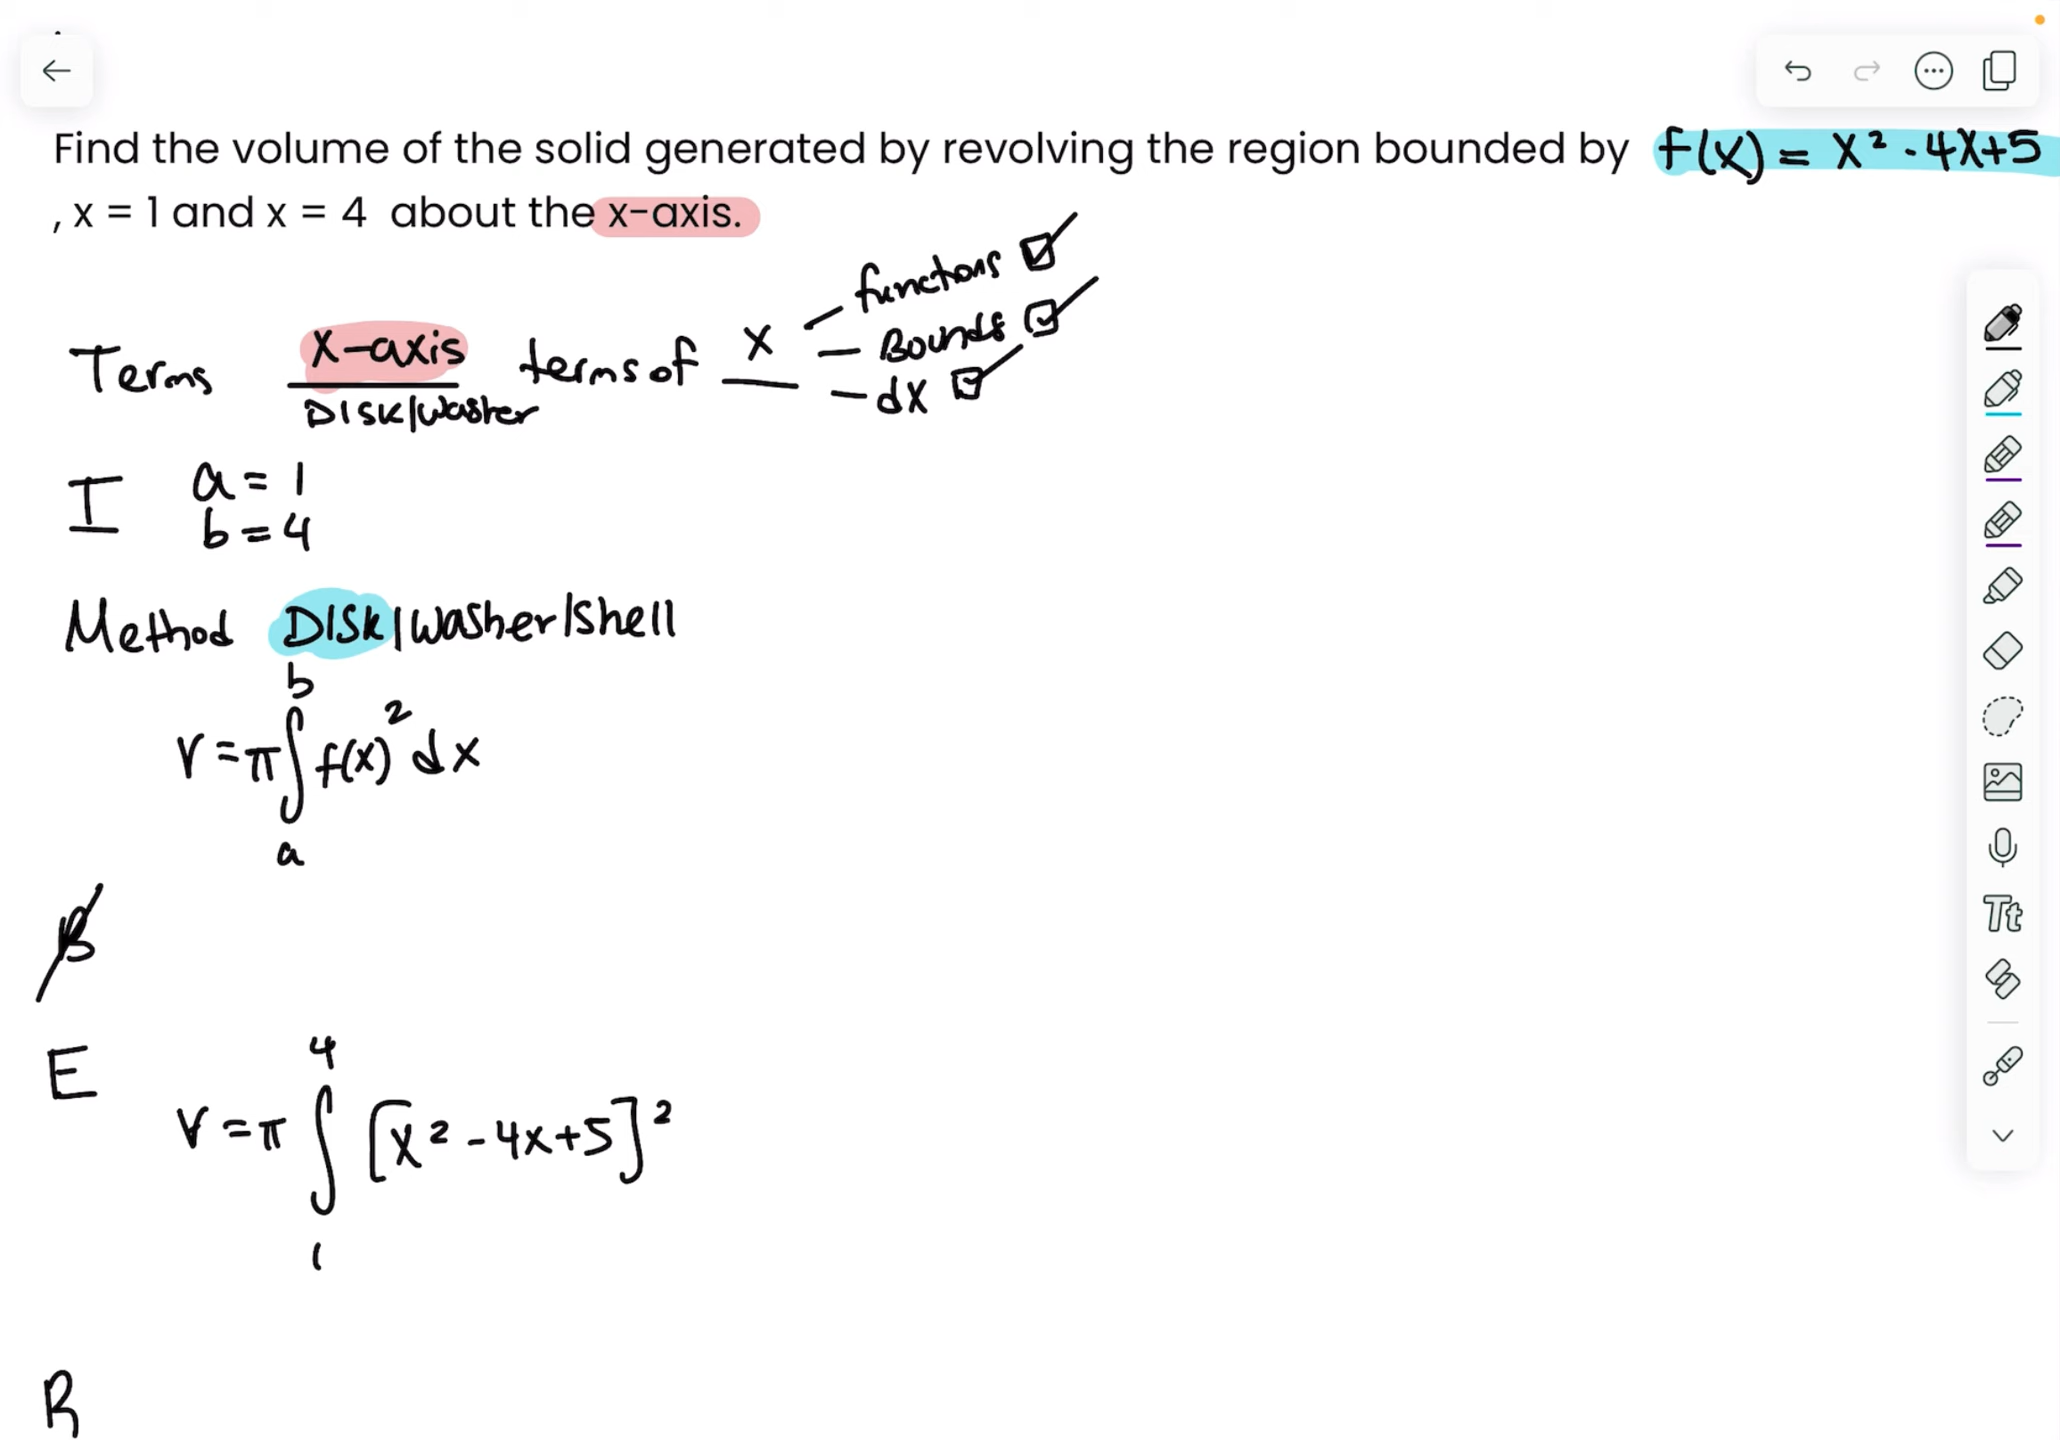 Find the volume of the solid generated by revolving the region bounded by f(x) = x² - 4x+5
, x = 1 and x = 4 about the x-axis.
functions ☑
Terms x-axis terms of x - Bounds ☑
Disk/washer - dx ☑
I a = 1
b = 4
Method Disk/washer/shell
b
V = π∫ f(x)² dx
a
B
E
4
V = π ∫ [x² - 4x+5]²
1
R
Tt